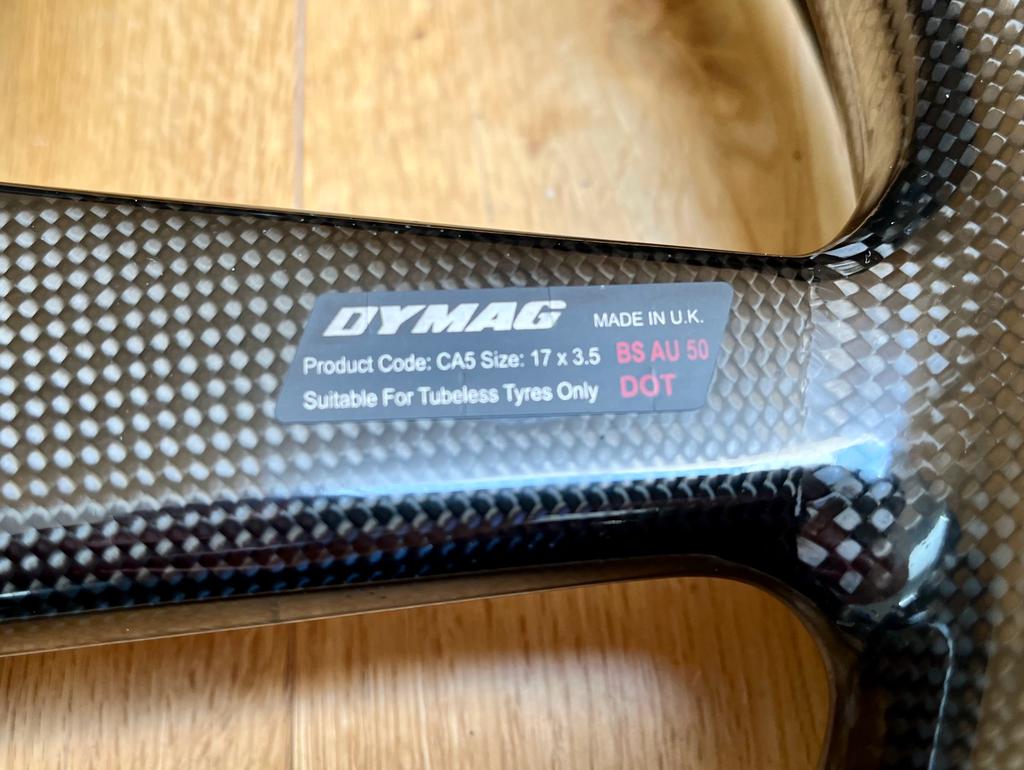 DYMAG MADE IN U.K.
Product Code: CA5 Size: 17 x 3.5 BS AU 50
Suitable For Tubeless Tyres Only DOT